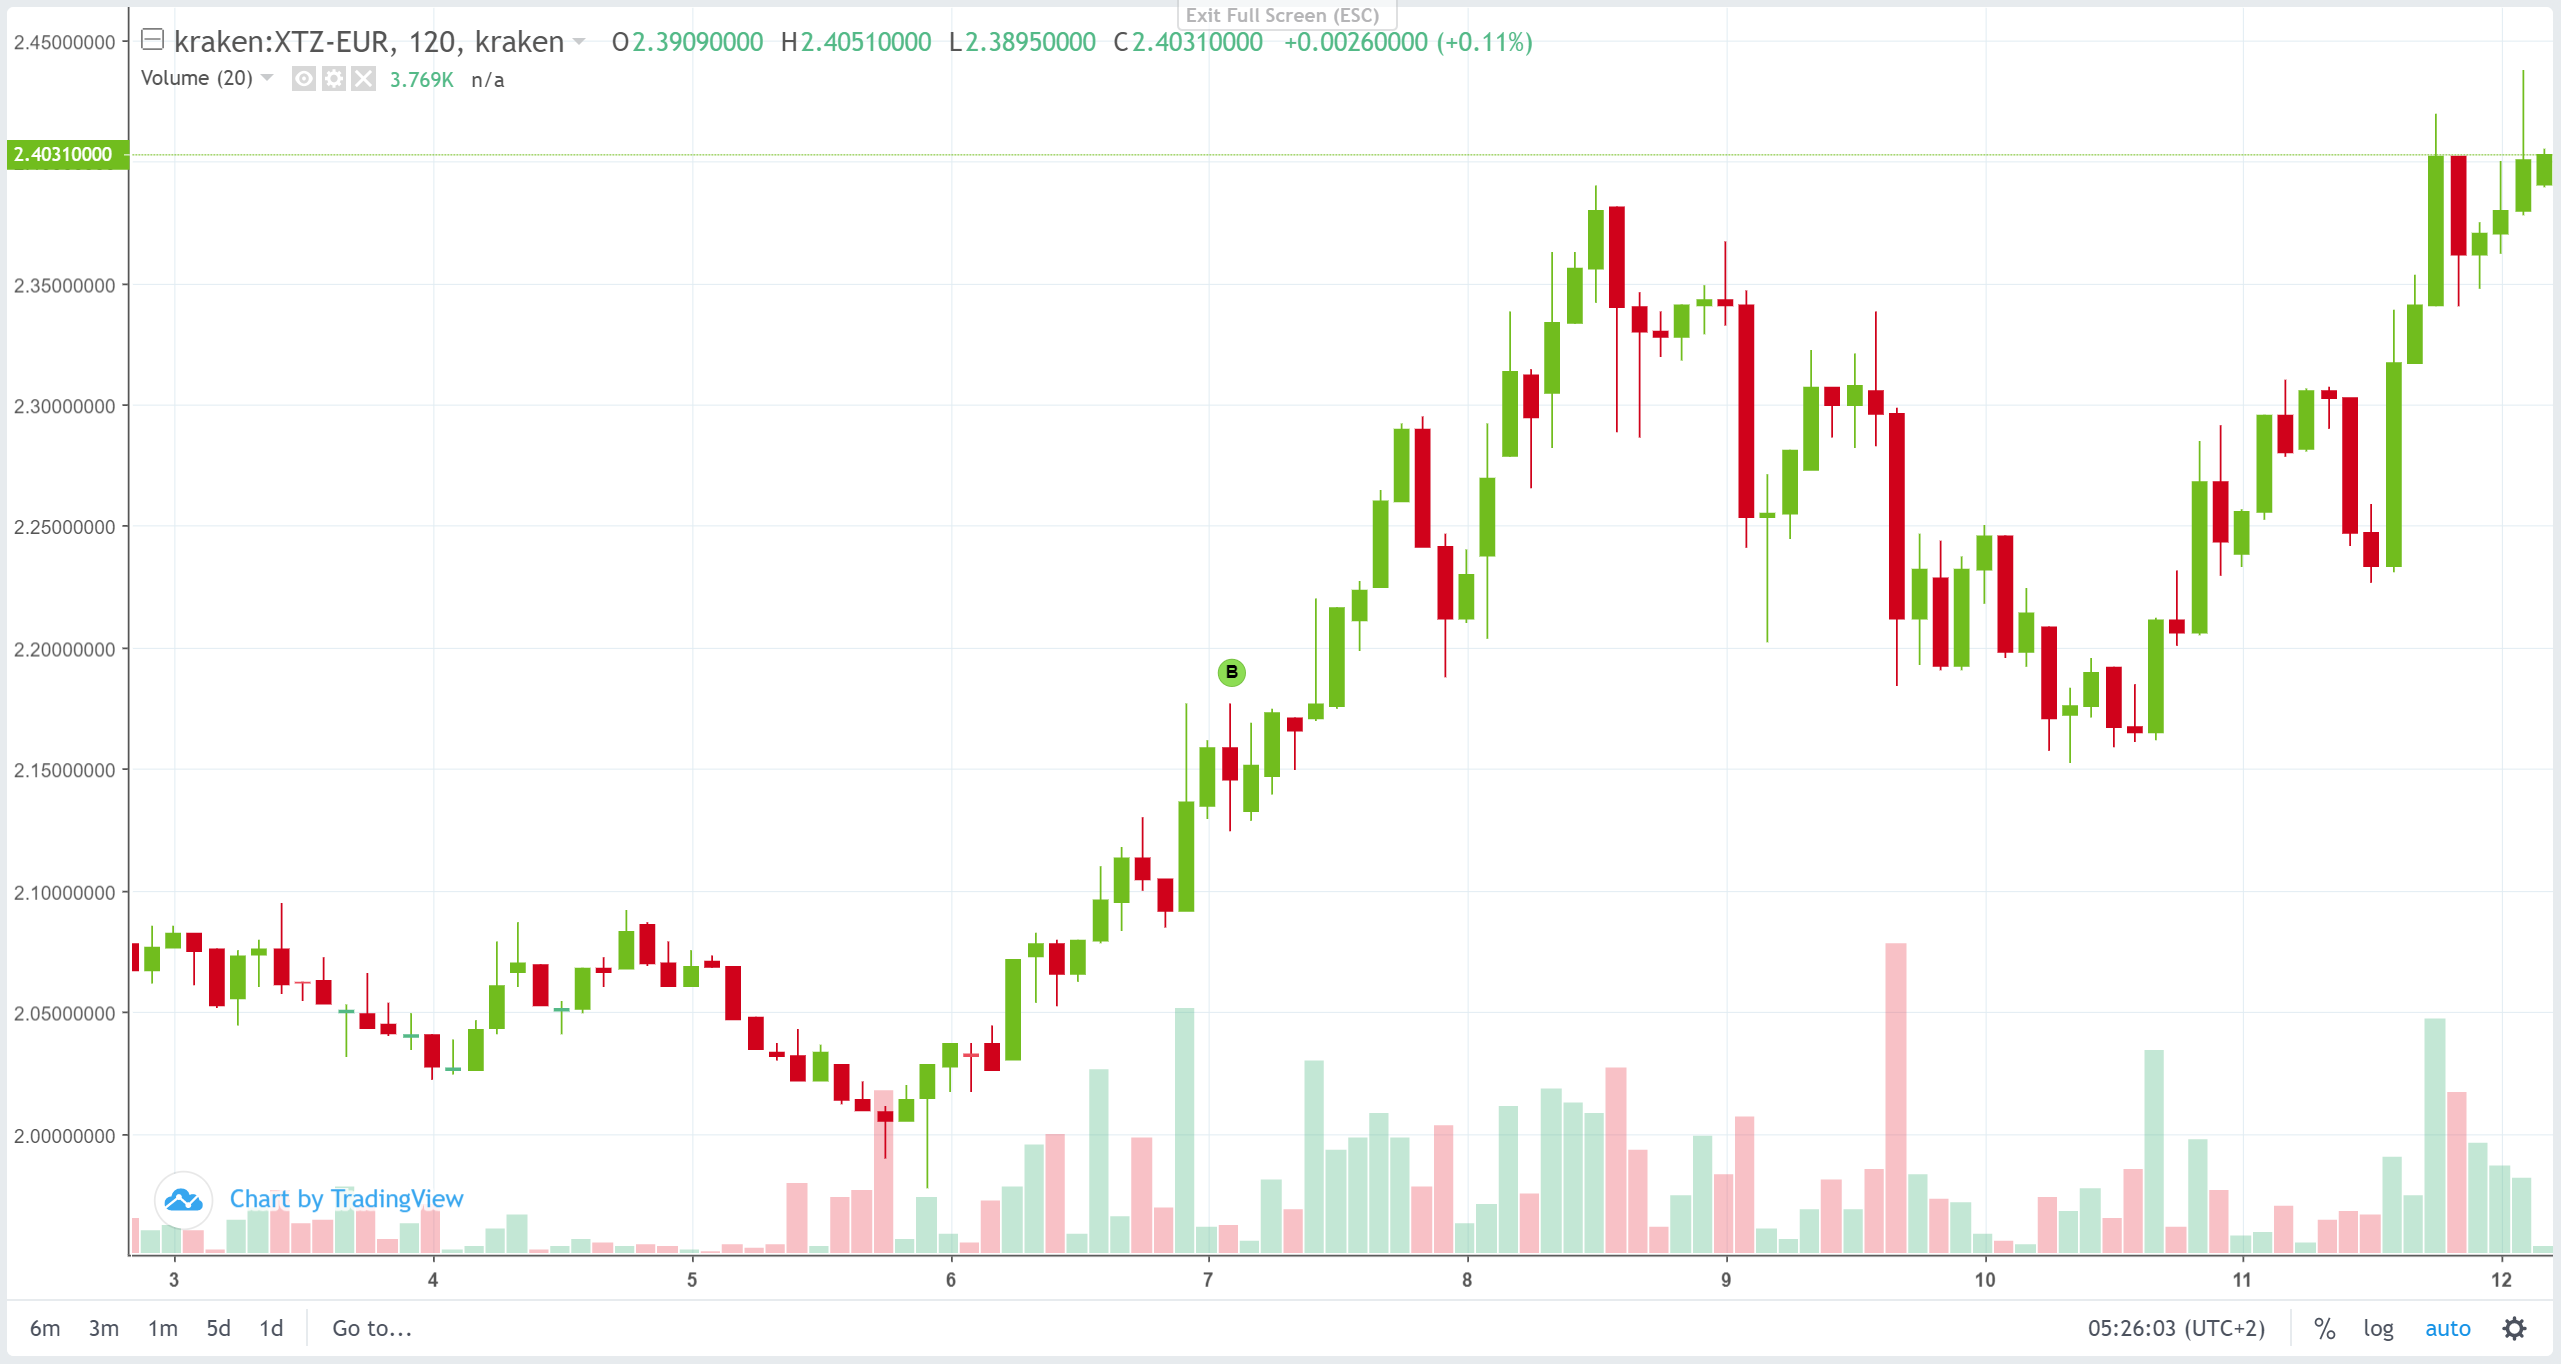 Exit Full Screen (ESC)
kraken:XTZ-EUR, 120, kraken O2.39090000 H2.40510000 L2.38950000 C2.40310000 +0.00260000 (+0.11%)
Volume (20) 3.769K n/a
2.45000000
2.40310000
2.35000000
2.30000000
2.25000000
2.20000000
B
2.15000000
2.10000000
2.05000000
2.00000000
Chart by TradingView
3 4 5 6 7 8 9 10 11 12
6m 3m 1m 5d 1d Go to... 05:26:03 (UTC+2) % log auto